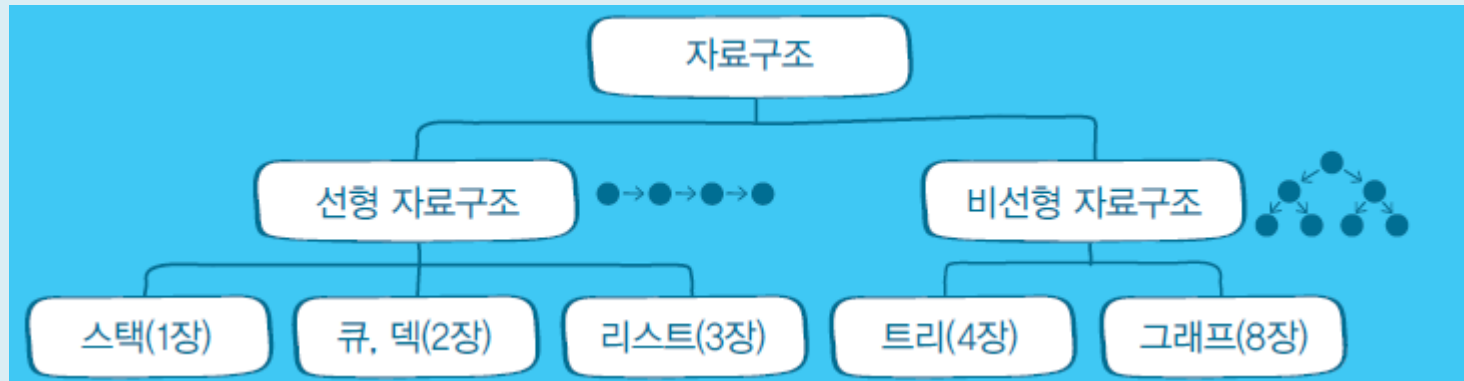 자료구조
선형 자료구조
비선형 자료구조
스택(1장)
큐, 덱(2장)
리스트(3장)
트리(4장)
그래프(8장)